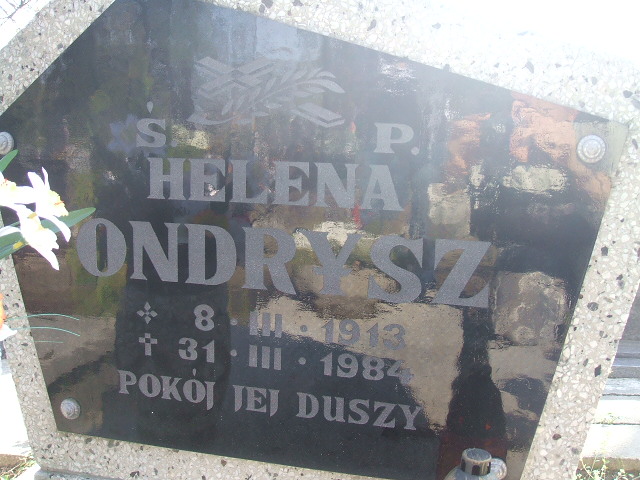 Ś. P.
HELENA
ONDRYSZ
8 · III · 1913
✝ 31 · III · 1984
POKÓJ JEJ DUSZY